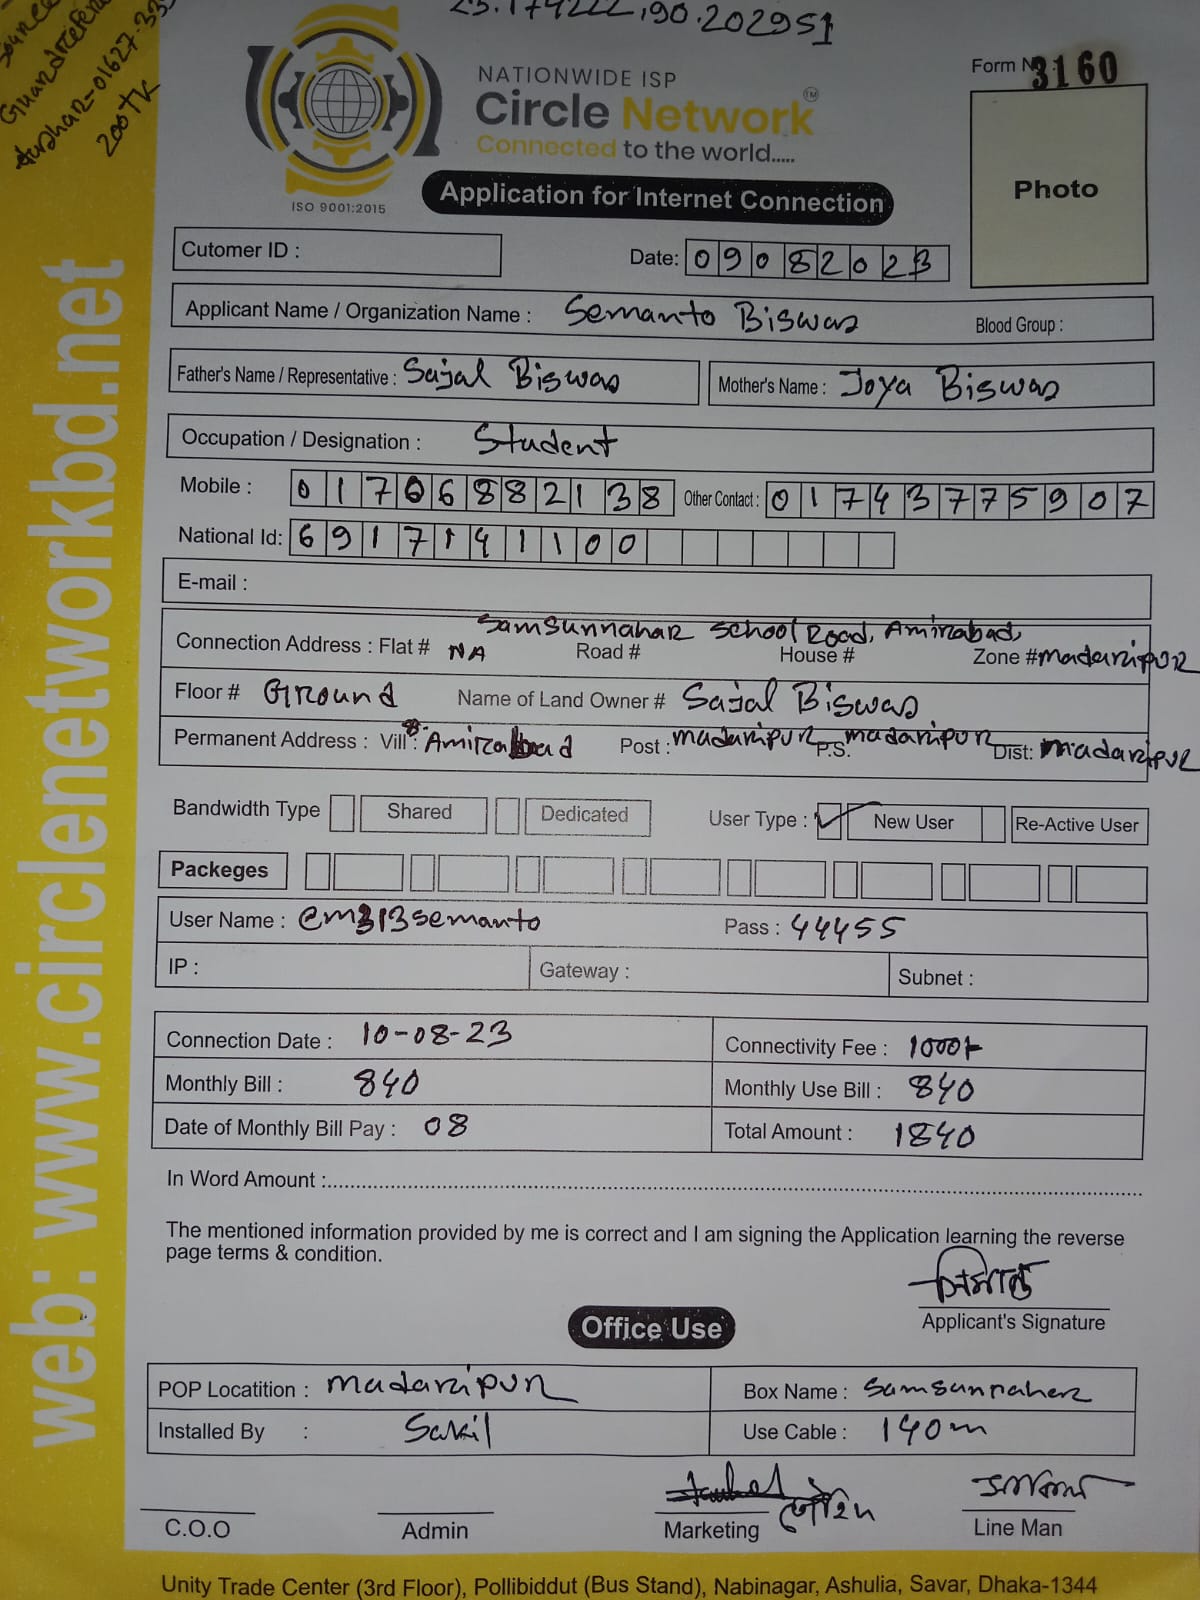 23.174222,90.202951
Source
200TK
NATIONWIDE ISP
Circle Network TM
Connected to the world.....
ISO 9001:2015
Application for Internet Connection
Form No 3160
Photo
Cutomer ID :
Date: 09082023
Applicant Name / Organization Name : Semanto Biswas Blood Group :
Father's Name / Representative : Sajal Biswas Mother's Name : Joya Biswas
Occupation / Designation : Student
Mobile : 01706882138 Other Contact : 01743775907
National Id: 6917141100
E-mail :
Samsunnahar School Road, Amirabad,
Connection Address : Flat # NA Road # House # Zone # madaripur
Floor # Ground Name of Land Owner # Sajal Biswas
Permanent Address : Vill : Amirabad Post : madaripur P.S. madaripur Dist: madaripur
Bandwidth Type Shared Dedicated User Type : ✓ New User Re-Active User
Packeges
User Name : cm313semanto Pass : 44455
IP : Gateway : Subnet :
Connection Date : 10-08-23 Connectivity Fee : 1000/-
Monthly Bill : 840 Monthly Use Bill : 840
Date of Monthly Bill Pay : 08 Total Amount : 1840
In Word Amount :
The mentioned information provided by me is correct and I am signing the Application learning the reverse
page terms & condition.
Applicant's Signature
Office Use
POP Locatition : madaripur Box Name : Samsunnaher
Installed By : Sakil Use Cable : 140m
C.O.O Admin Marketing Line Man
Unity Trade Center (3rd Floor), Pollibiddut (Bus Stand), Nabinagar, Ashulia, Savar, Dhaka-1344
web: www.circlenetworkbd.net